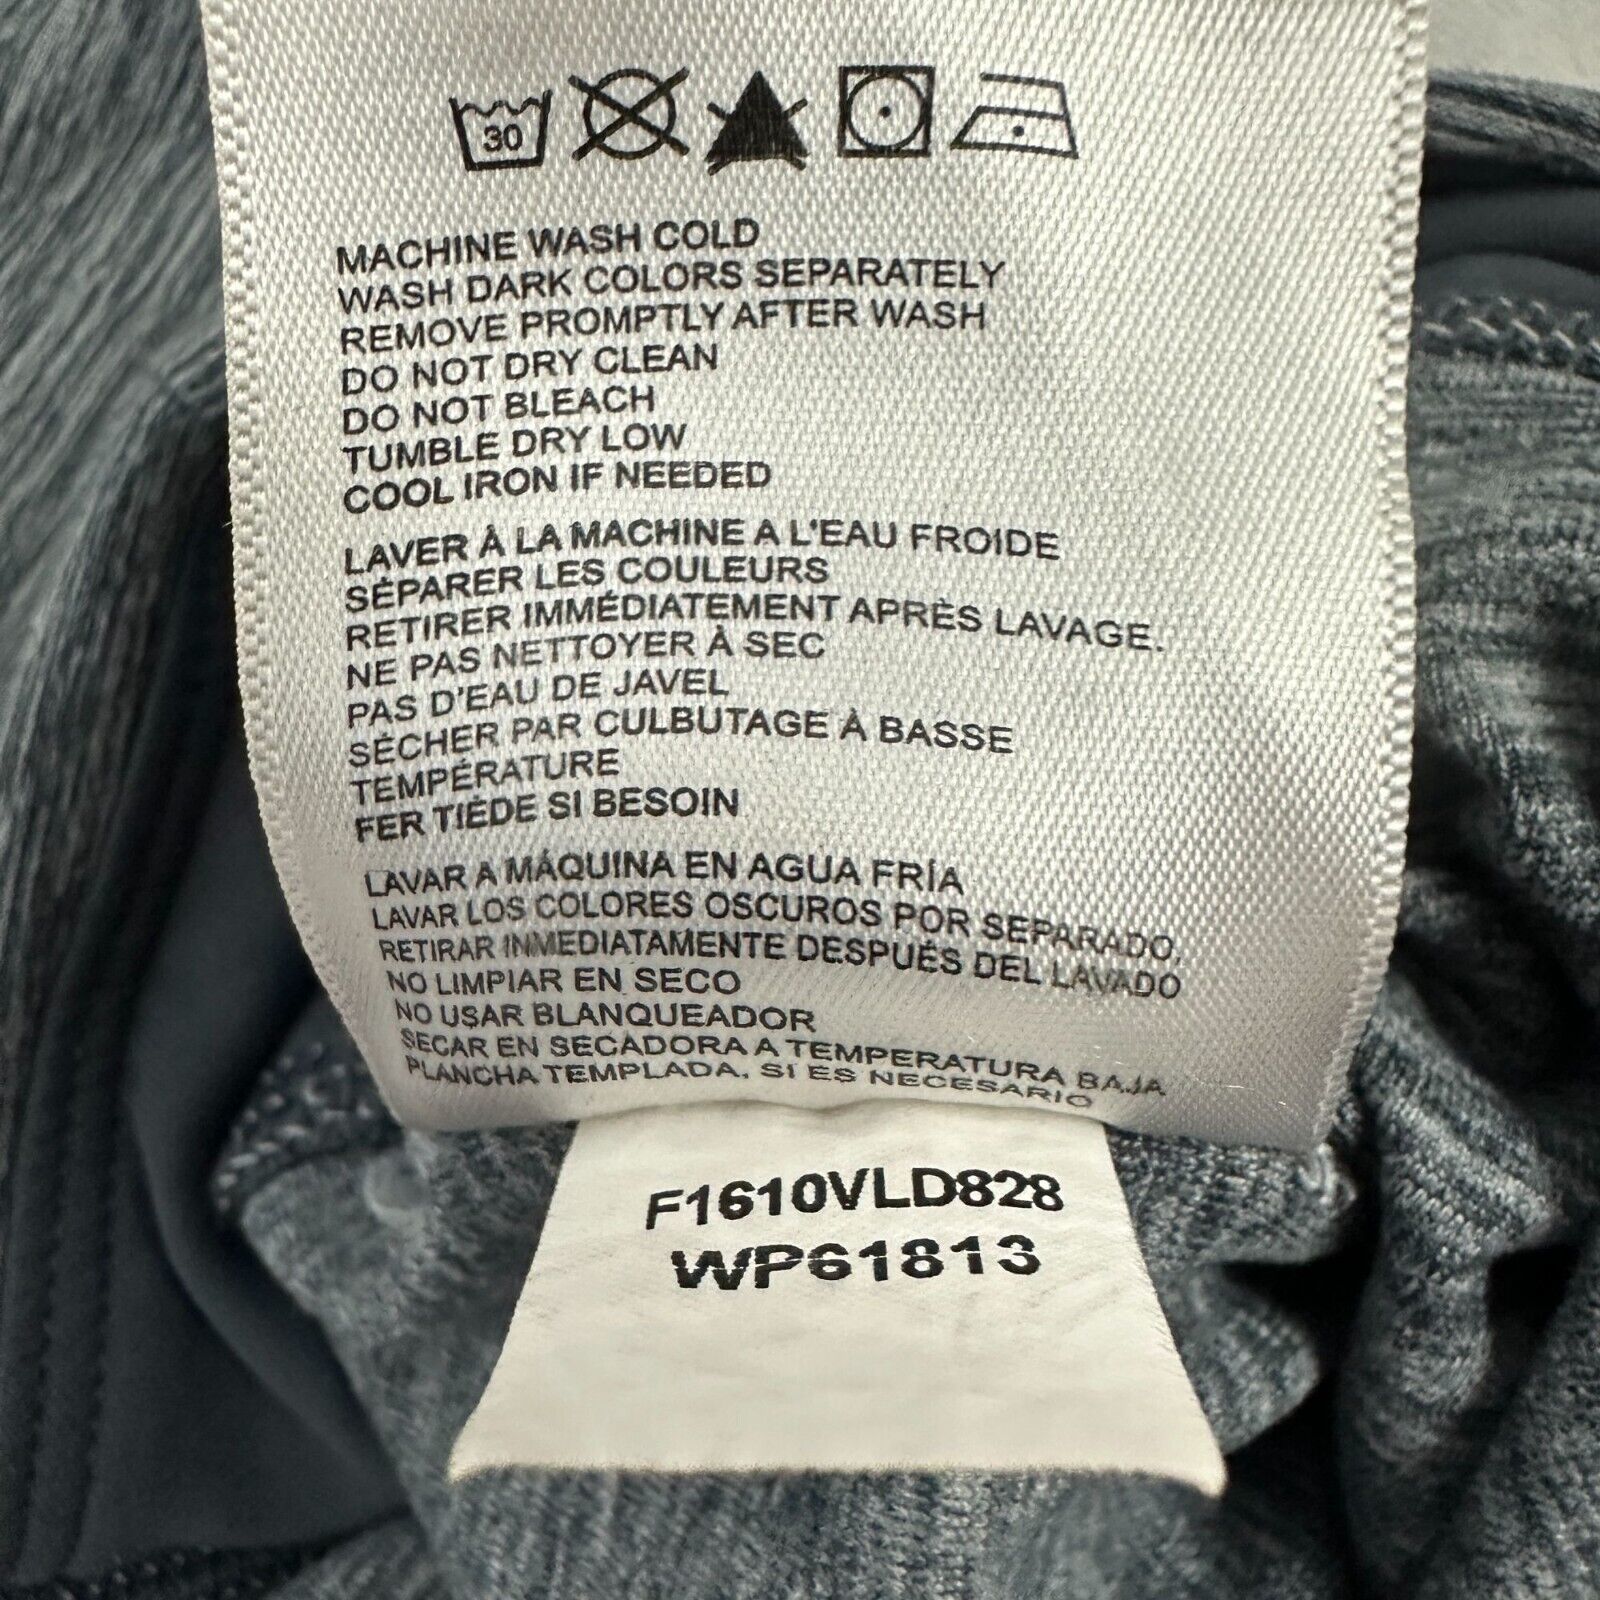 30
MACHINE WASH COLD
WASH DARK COLORS SEPARATELY
REMOVE PROMPTLY AFTER WASH
DO NOT DRY CLEAN
DO NOT BLEACH
TUMBLE DRY LOW
COOL IRON IF NEEDED
LAVER À LA MACHINE A L'EAU FROIDE
SÉPARER LES COULEURS
RETIRER IMMÉDIATEMENT APRÈS LAVAGE.
NE PAS NETTOYER À SEC
PAS D'EAU DE JAVEL
SÉCHER PAR CULBUTAGE À BASSE
TEMPÉRATURE
FER TIÉDE SI BESOIN
LAVAR A MÁQUINA EN AGUA FRÍA
LAVAR LOS COLORES OSCUROS POR SEPARADO,
RETIRAR INMEDIATAMENTE DESPUÉS DEL LAVADO
NO LIMPIAR EN SECO
NO USAR BLANQUEADOR
SECAR EN SECADORA A TEMPERATURA BAJA
PLANCHA TEMPLADA, SI ES NECESARIO
F1610VLD828
WP61813